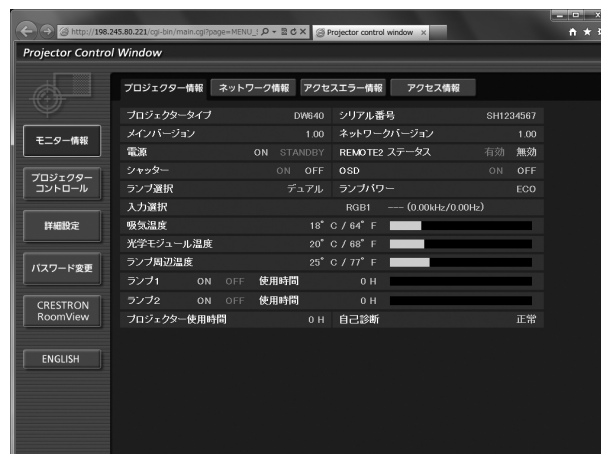 http://198.245.80.221/cgi-bin/main.cgi?page=MENU_!
Projector control window
Projector Control Window
プロジェクター情報 ネットワーク情報 アクセスエラー情報 アクセス情報
モニター情報
プロジェクター
コントロール
詳細設定
パスワード変更
CRESTRON
RoomView
ENGLISH
プロジェクタータイプ DW640 シリアル番号 SH1234567
メインバージョン 1.00 ネットワークバージョン 1.00
電源 ON STANDBY REMOTE2 ステータス 有効 無効
シャッター ON OFF OSD ON OFF
ランプ選択 デュアル ランプパワー ECO
入力選択 RGB1 --- (0.00kHz/0.00Hz)
吸気温度 18° C / 64° F
光学モジュール温度 20° C / 68° F
ランプ周辺温度 25° C / 77° F
ランプ1 ON OFF 使用時間 0 H
ランプ2 ON OFF 使用時間 0 H
プロジェクター使用時間 0 H 自己診断 正常